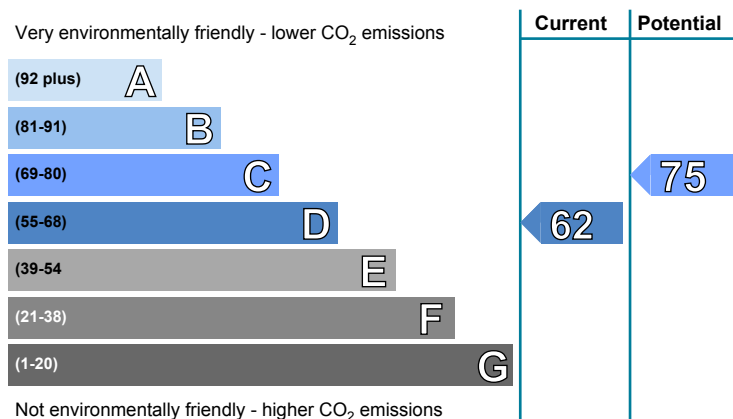 Current Potential
Very environmentally friendly - lower CO₂ emissions
(92 plus) A
(81-91) B
(69-80) C 75
(55-68) D 62
(39-54 E
(21-38) F
(1-20) G
Not environmentally friendly - higher CO₂ emissions